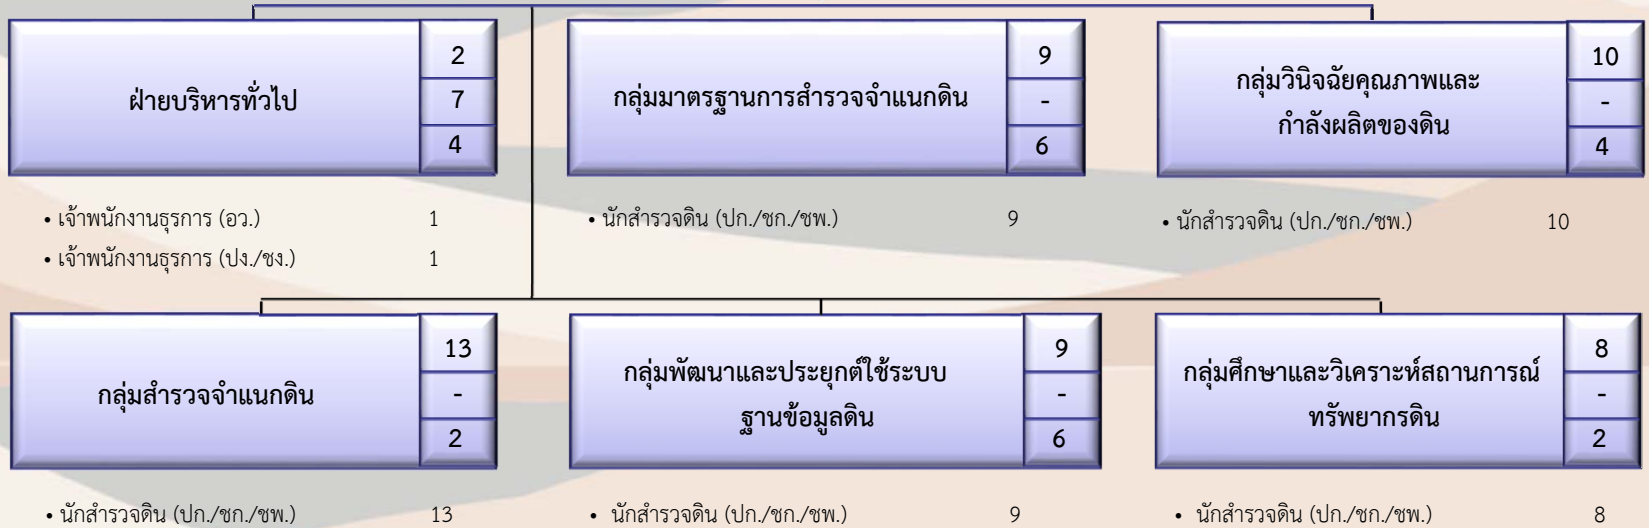 ฝ่ายบริหารทั่วไป
2
7
4
กลุ่มมาตรฐานการสำรวจจำแนกดิน
9
-
6
กลุ่มวินิจฉัยคุณภาพและ
กำลังผลิตของดิน
10
-
4
• เจ้าพนักงานธุรการ (อว.) 1
• เจ้าพนักงานธุรการ (ปง./ชง.) 1
• นักสำรวจดิน (ปก./ชก./ชพ.) 9
• นักสำรวจดิน (ปก./ชก./ชพ.) 10
กลุ่มสำรวจจำแนกดิน
13
-
2
กลุ่มพัฒนาและประยุกต์ใช้ระบบ
ฐานข้อมูลดิน
9
-
6
กลุ่มศึกษาและวิเคราะห์สถานการณ์
ทรัพยากรดิน
8
-
2
• นักสำรวจดิน (ปก./ชก./ชพ.) 13
• นักสำรวจดิน (ปก./ชก./ชพ.) 9
• นักสำรวจดิน (ปก./ชก./ชพ.) 8